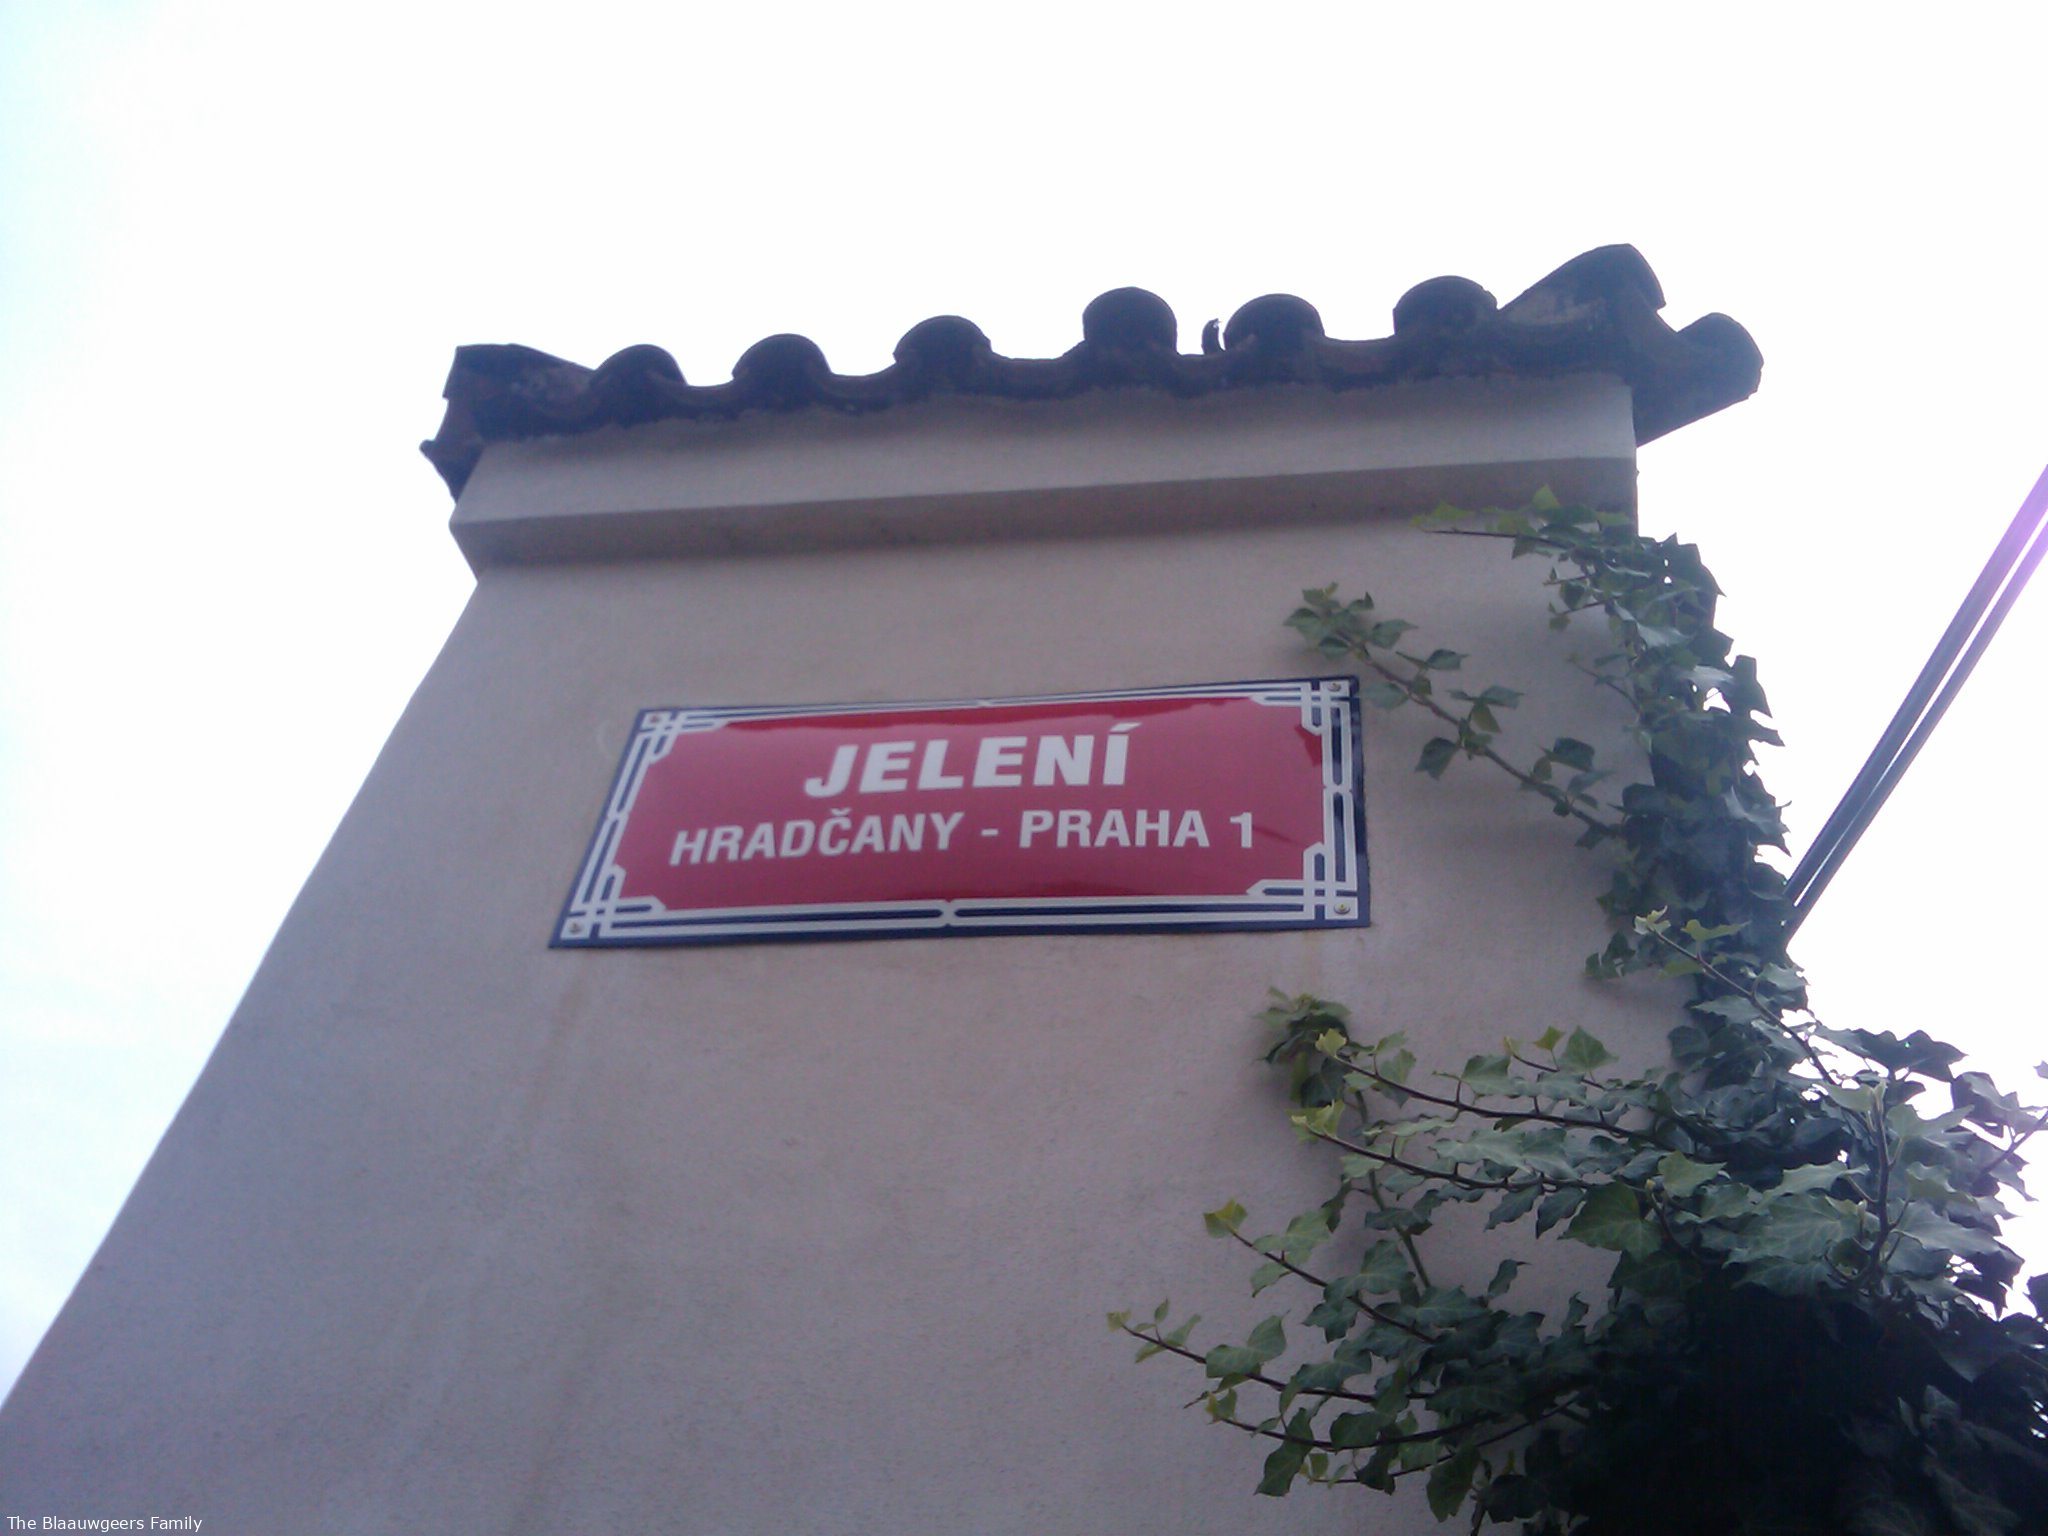 JELENÍ
HRADČANY - PRAHA 1
The Blaauwgeers Family